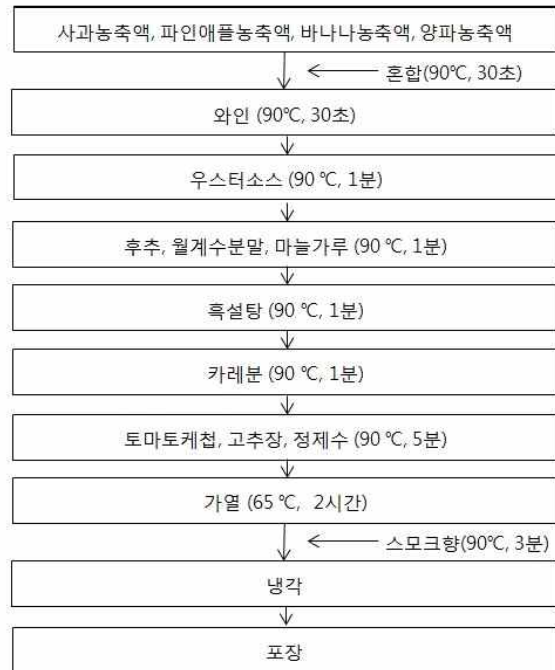 사과농축액, 파인애플농축액, 바나나농축액, 양파농축액
혼합(90℃, 30초)
와인 (90℃, 30초)
우스터소스 (90 ℃, 1분)
후추, 월계수분말, 마늘가루 (90 ℃, 1분)
흑설탕 (90 ℃, 1분)
카레분 (90 ℃, 1분)
토마토케첩, 고추장, 정제수 (90 ℃, 5분)
가열 (65 ℃, 2시간)
스모크향(90℃, 3분)
냉각
포장